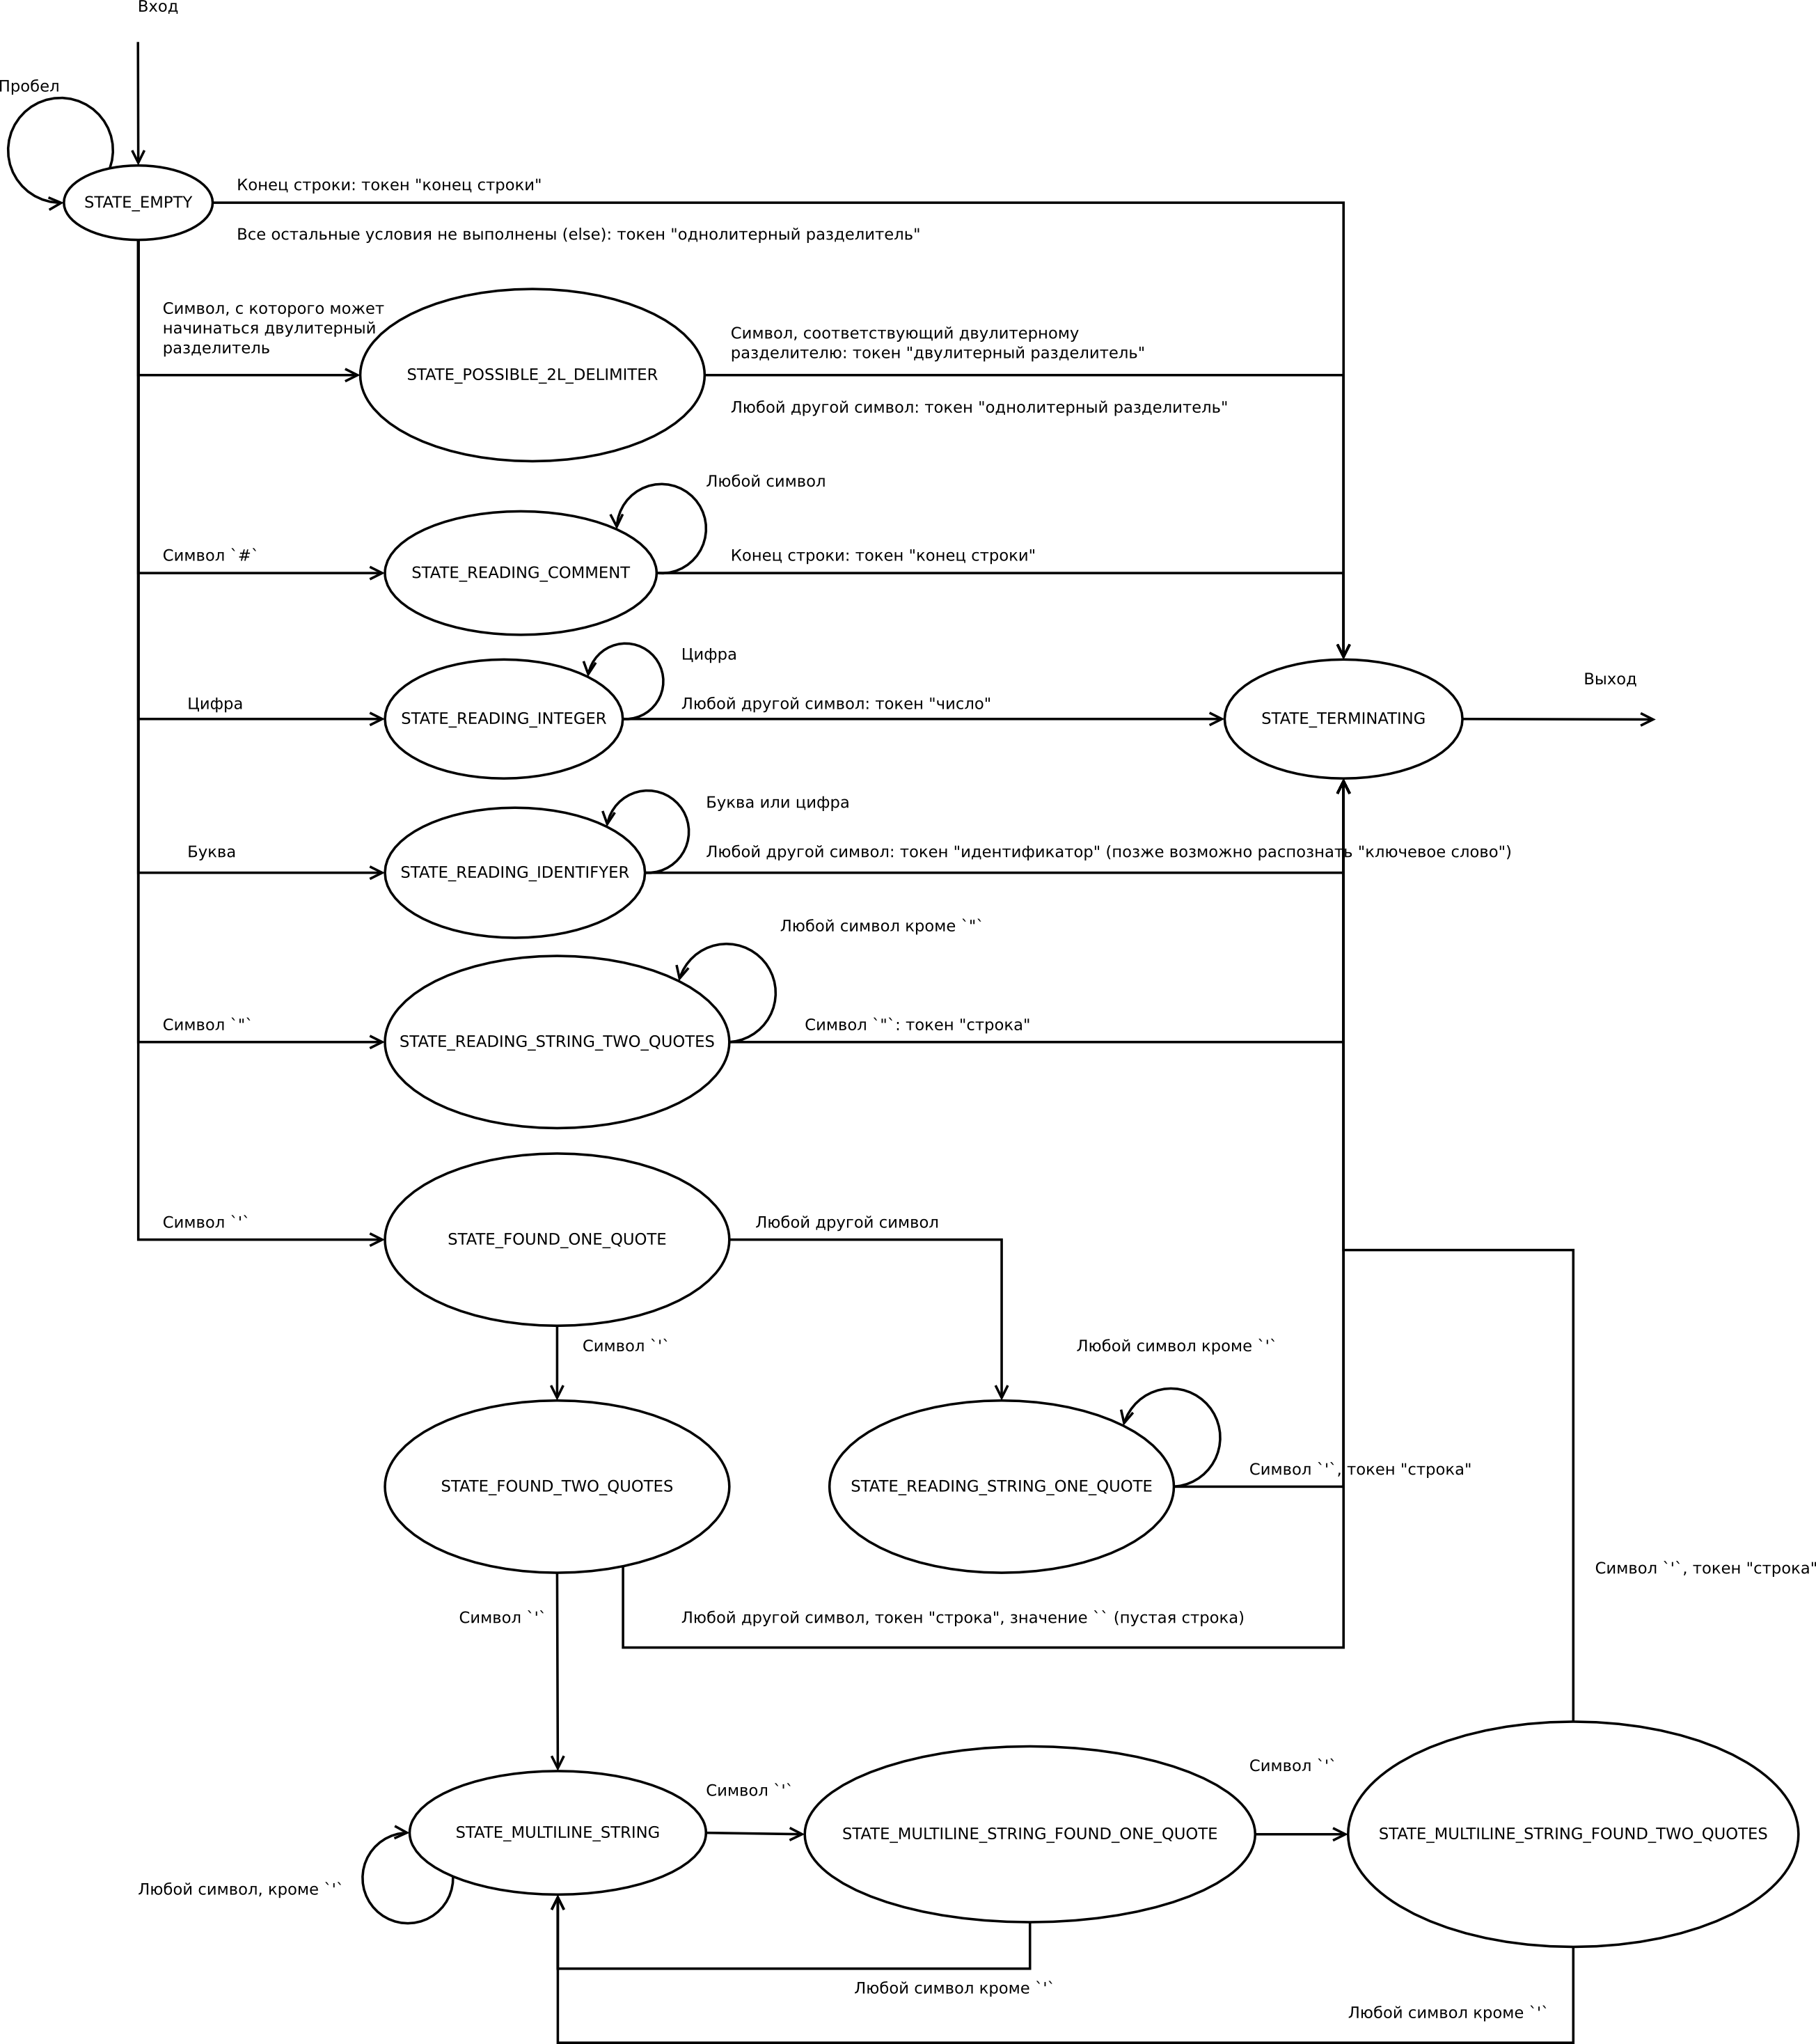 Вход
Пробел
STATE_EMPTY
Конец строки: токен "конец строки"
Все остальные условия не выполнены (else): токен "однолитерный разделитель"
Символ, с которого может
начинаться двулитерный
разделитель
STATE_POSSIBLE_2L_DELIMITER
Символ, соответствующий двулитерному
разделителю: токен "двулитерный разделитель"
Любой другой символ: токен "однолитерный разделитель"
Любой символ
Символ `#`
STATE_READING_COMMENT
Конец строки: токен "конец строки"
Цифра
Цифра
STATE_READING_INTEGER
Любой другой символ: токен "число"
STATE_TERMINATING
Выход
Буква или цифра
Буква
STATE_READING_IDENTIFYER
Любой другой символ: токен "идентификатор" (позже возможно распознать "ключевое слово")
Любой символ кроме `"`
Символ `"`
STATE_READING_STRING_TWO_QUOTES
Символ `"`: токен "строка"
Символ `'`
STATE_FOUND_ONE_QUOTE
Любой другой символ
Символ `'`
Любой символ кроме `'`
STATE_FOUND_TWO_QUOTES
STATE_READING_STRING_ONE_QUOTE
Символ `'`, токен "строка"
Символ `'`, токен "строка"
Символ `'`
Любой другой символ, токен "строка", значение `` (пустая строка)
Символ `'`
Символ `'`
STATE_MULTILINE_STRING
STATE_MULTILINE_STRING_FOUND_ONE_QUOTE
STATE_MULTILINE_STRING_FOUND_TWO_QUOTES
Любой символ, кроме `'`
Любой символ кроме `'`
Любой символ кроме `'`